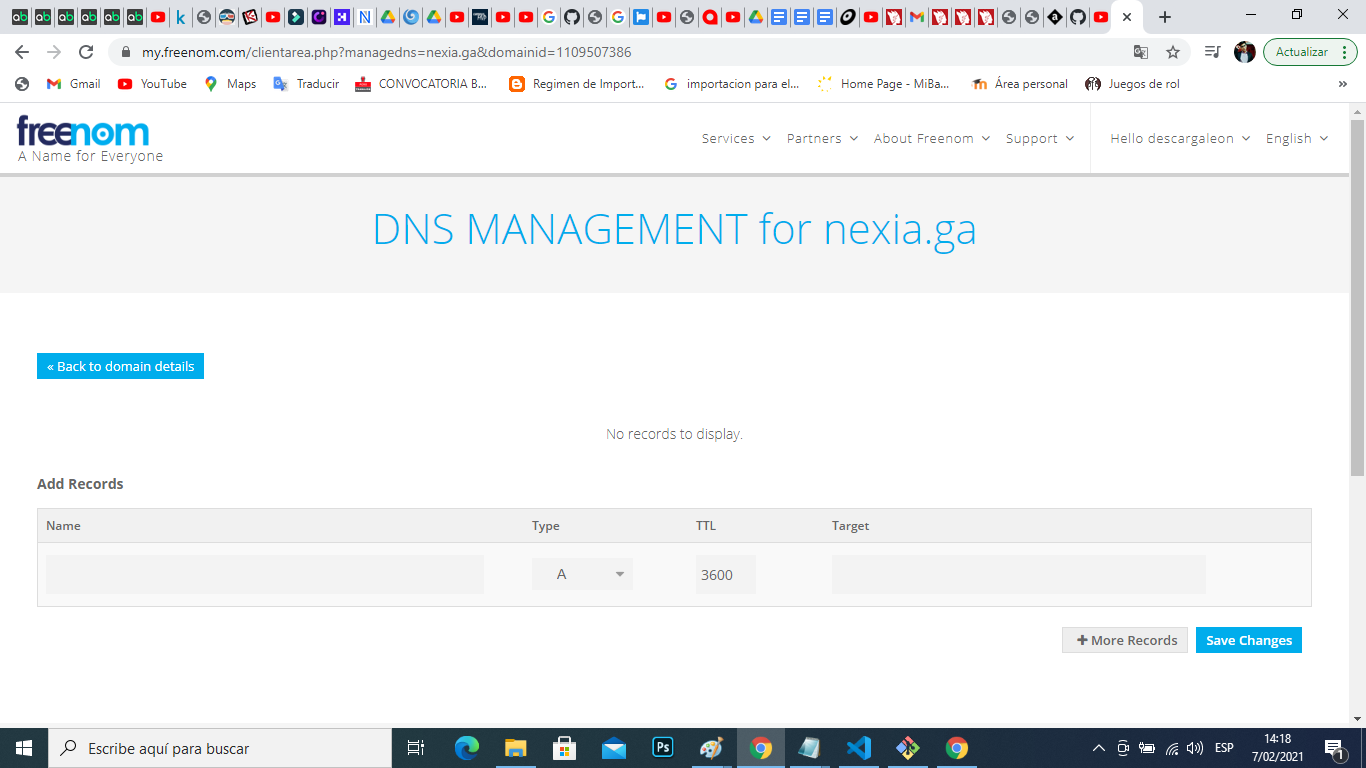 my.freenom.com/clientarea.php?managedns=nexia.ga&domainid=1109507386
Actualizar
Gmail
YouTube
Maps
Traducir
CONVOCATORIA B...
Regimen de Import...
importacion para el...
Home Page - MiBa...
Área personal
Juegos de rol
»
freenom
A Name for Everyone
Services
Partners
About Freenom
Support
Hello descargaleon
English
DNS MANAGEMENT for nexia.ga
« Back to domain details
No records to display.
Add Records
Name Type TTL Target
A 3600
+ More Records
Save Changes
Escribe aquí para buscar
Ps
ESP
14:18
7/02/2021
1